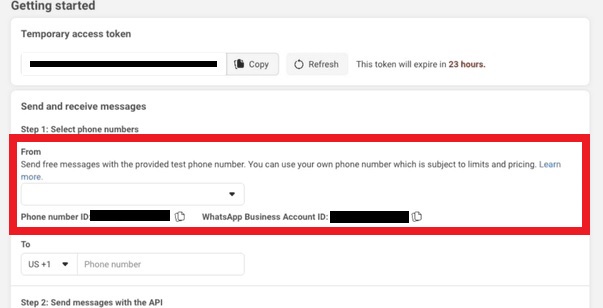 Getting started
Temporary access token
Copy
Refresh
This token will expire in 23 hours.
Send and receive messages
Step 1: Select phone numbers
From
Send free messages with the provided test phone number. You can use your own phone number which is subject to limits and pricing. Learn
more.
Phone number ID: WhatsApp Business Account ID:
To
US +1 Phone number
Step 2: Send messages with the API